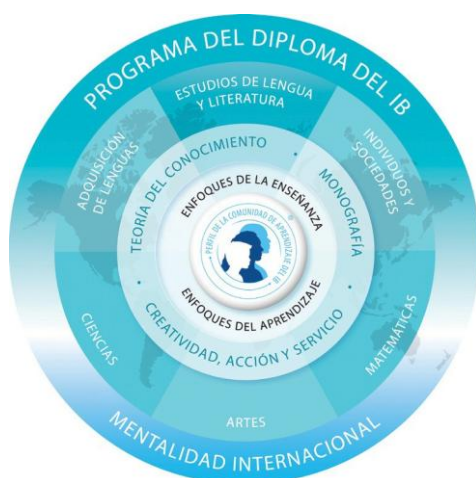 PROGRAMA DEL DIPLOMA DEL IB
ESTUDIOS DE LENGUA
Y LITERATURA
ADQUISICIÓN
DE LENGUAS
INDIVIDUOS Y
SOCIEDADES
TEORÍA DEL CONOCIMIENTO
MONOGRAFÍA
ENFOQUES DE LA ENSEÑANZA
PERFIL DE LA COMUNIDAD DE APRENDIZAJE DEL IB
®
ENFOQUES DEL APRENDIZAJE
CREATIVIDAD, ACCIÓN Y SERVICIO
CIENCIAS
MATEMÁTICAS
ARTES
MENTALIDAD INTERNACIONAL